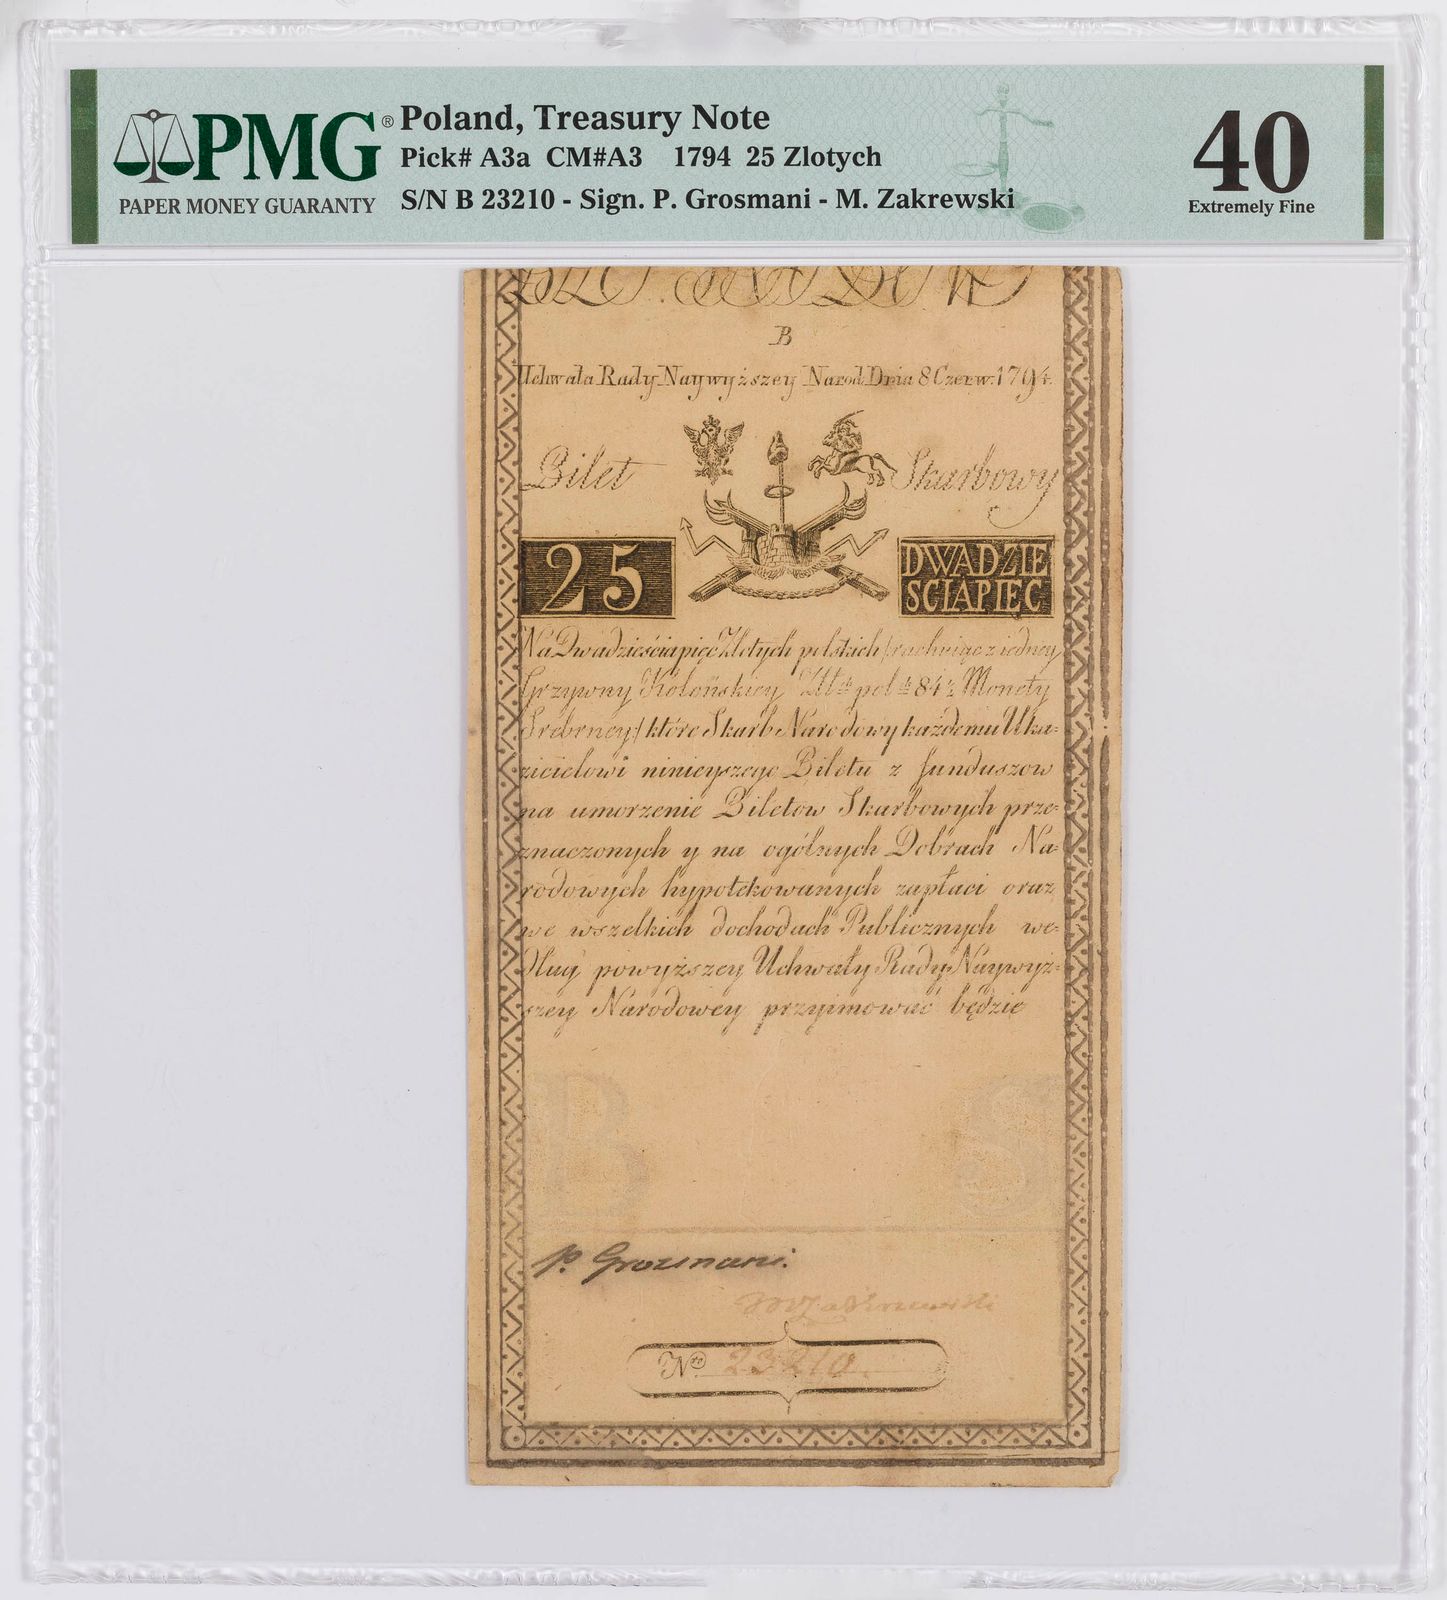 PMG ® Poland, Treasury Note
PAPER MONEY GUARANTY
Pick# A3a CM#A3 1794 25 Zlotych
S/N B 23210 - Sign. P. Grosmani - M. Zakrewski
40
Extremely Fine
B
Uchwała Rady Naywyższey Narod. Dnia 8 Czerw. 1794.
Bilet Skarbowy
25
DWADZIE
SCIAPIĘC
Na Dwadzieściapięć Złotych polskich /rachuiąc z iedney
Grzywny Kolońskiey Złt pol 84½ Monety
Srebrney/ które Skarb Narodowy każdemu Uka=
zicielowi ninieyszego Biletu z funduszow
na umorzenie Biletow Skarbowych prze=
znaczonych y na ogólnych Dobrach Na=
rodowych hypotekowanych zapłaci oraz
we wszelkich dochodach Publicznych we=
dług powyższey Uchwały Rady Naywyż=
szey Narodowey przyimować będzie
B S
P. Grozmani.
MZakrzewski
Nro 23210.